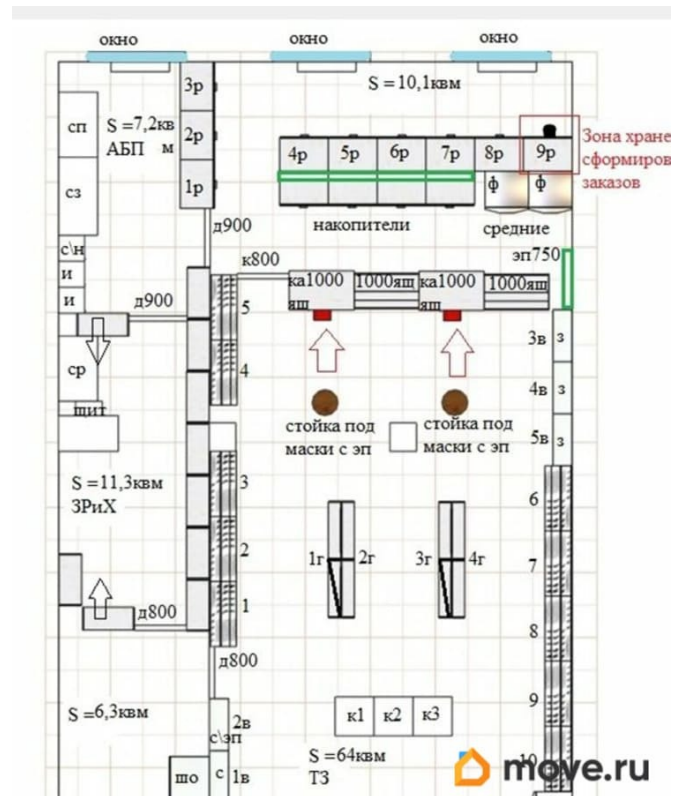 окно
окно
окно
S = 10,1квм
3р
2р
1р
сп
S =7,2кв
АБП м
сз
4р
5р
6р
7р
8р
9р
ф
ф
Зона хране
сформиров
заказов
накопители
средние
д900
эп750
с\н
и
и
к800
ка1000
ящ
1000ящ
ка1000
ящ
1000ящ
д900
5
4
ср
щит
3в
з
4в
з
5в
з
стойка под
маски с эп
стойка под
маски с эп
S =11,3квм
ЗРиХ
3
2
1
6
7
8
9
10
1г
2г
3г
4г
д800
д800
S =6,3квм
2в
с\эп
к1
к2
к3
S =64квм
ТЗ
шо
с
1в
move.ru